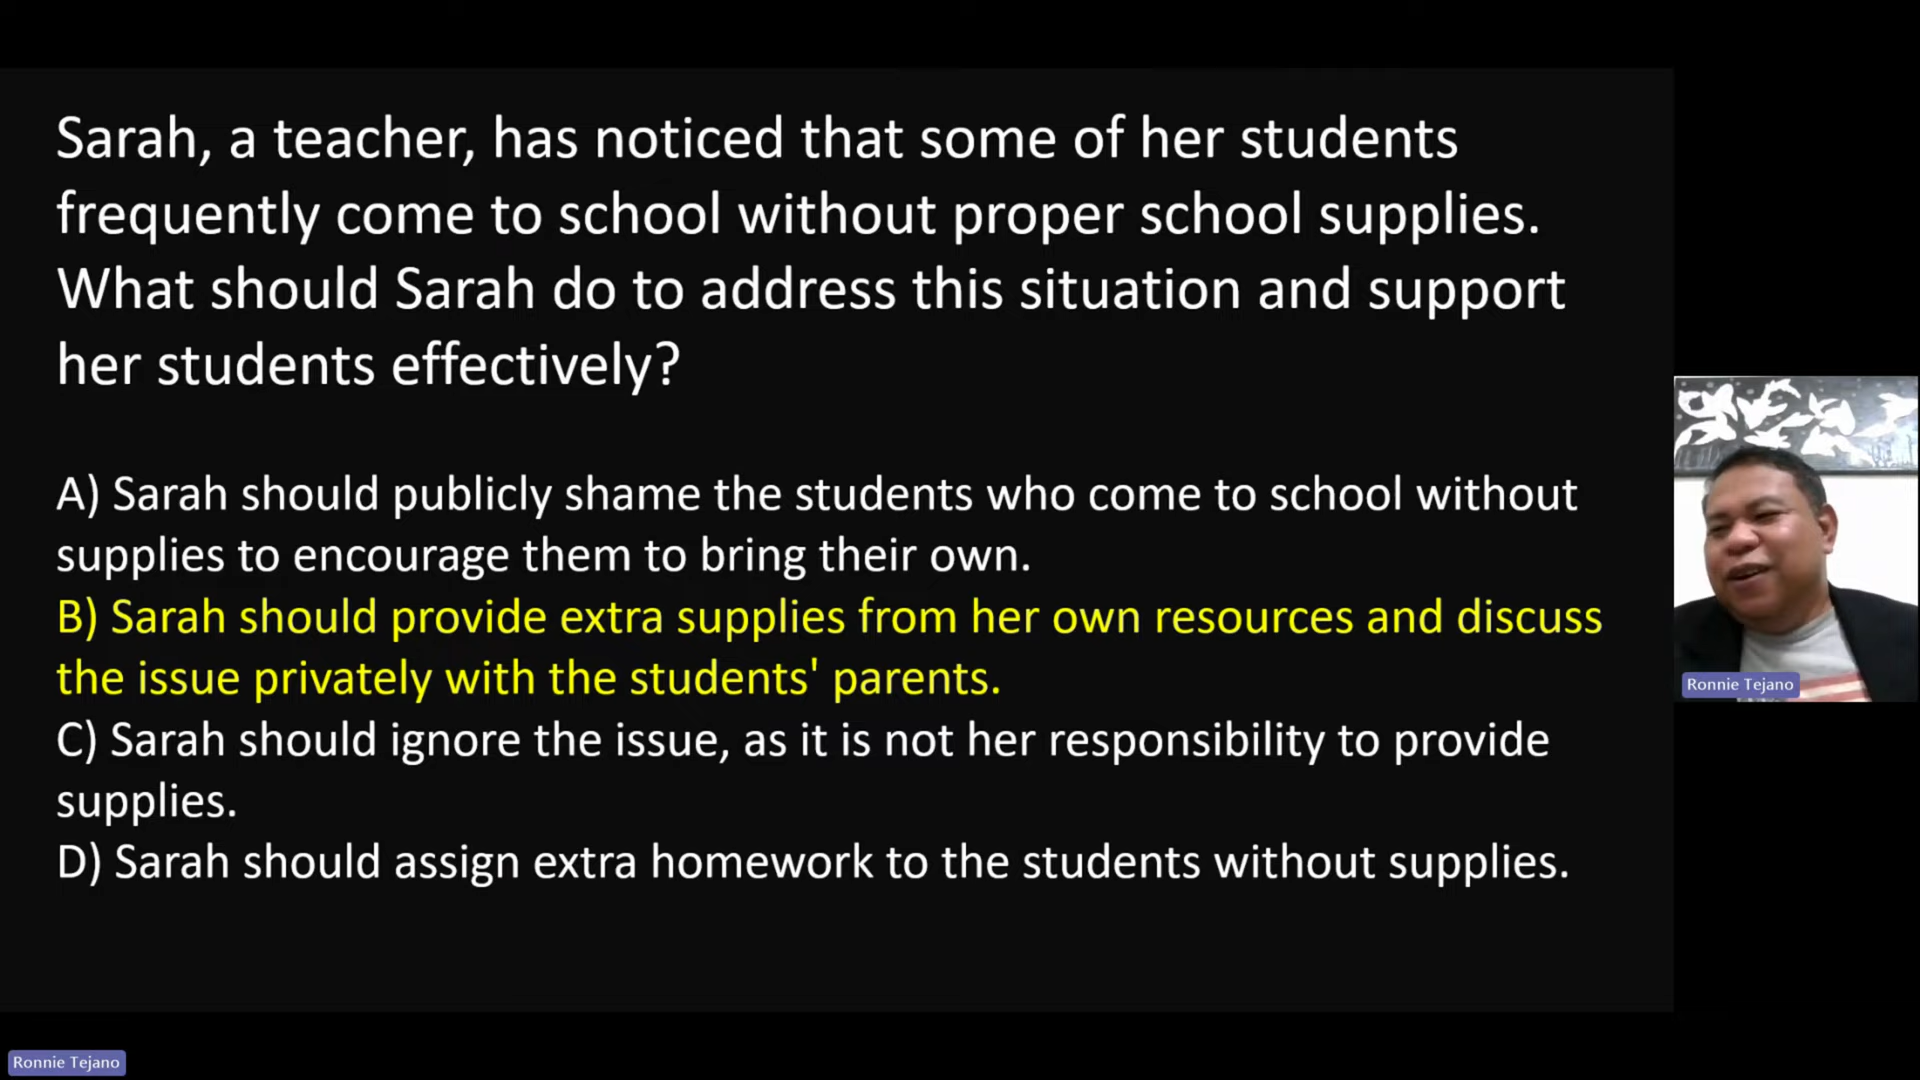 Sarah, a teacher, has noticed that some of her students
frequently come to school without proper school supplies.
What should Sarah do to address this situation and support
her students effectively?
A) Sarah should publicly shame the students who come to school without
supplies to encourage them to bring their own.
B) Sarah should provide extra supplies from her own resources and discuss
the issue privately with the students' parents.
C) Sarah should ignore the issue, as it is not her responsibility to provide
supplies.
D) Sarah should assign extra homework to the students without supplies.
Ronnie Tejano
Ronnie Tejano